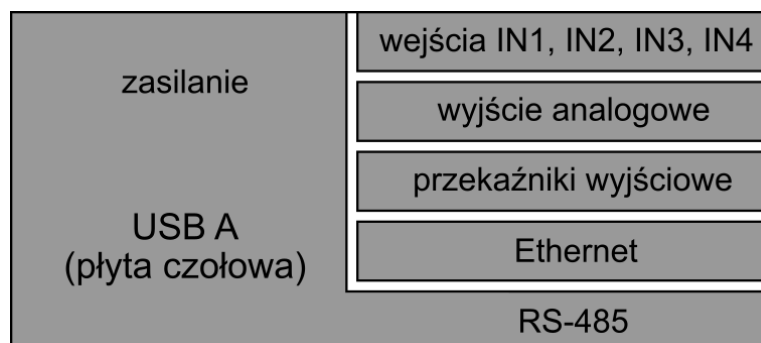 zasilanie
USB A
(płyta czołowa)
wejścia IN1, IN2, IN3, IN4
wyjście analogowe
przekaźniki wyjściowe
Ethernet
RS-485